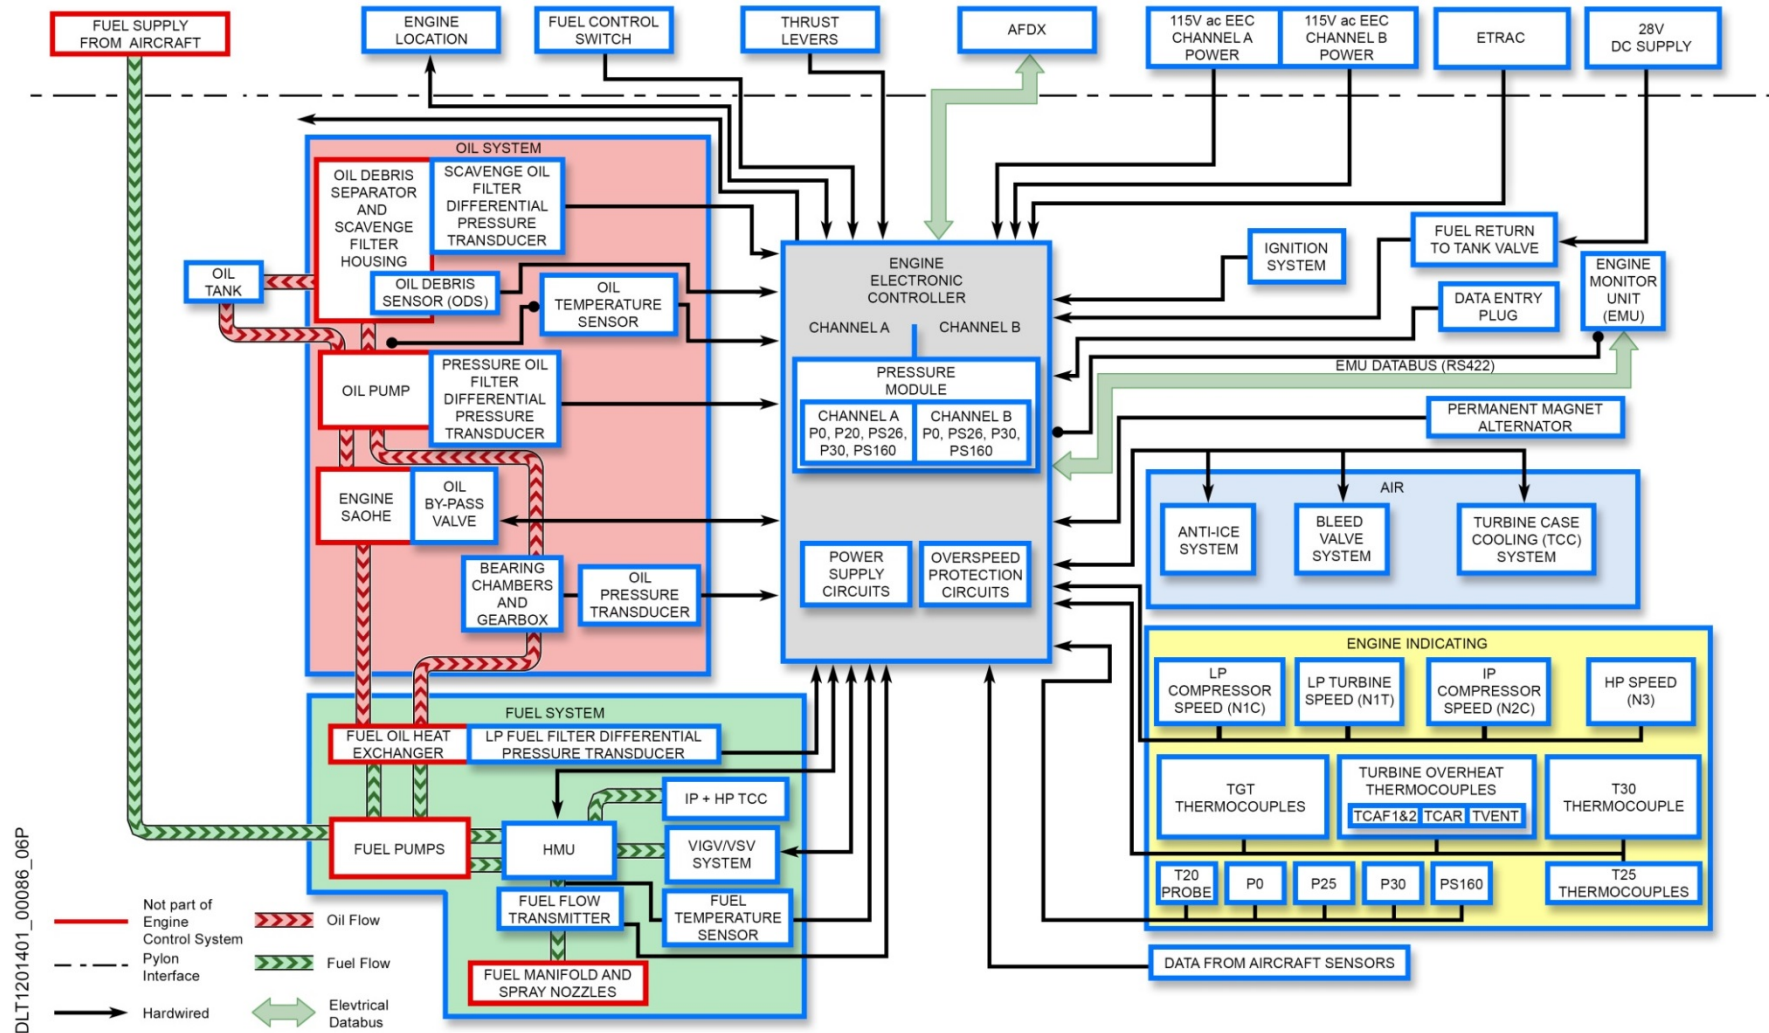 FUEL SUPPLY
FROM AIRCRAFT
ENGINE
LOCATION
FUEL CONTROL
SWITCH
THRUST
LEVERS
AFDX
115V ac EEC
CHANNEL A
POWER
115V ac EEC
CHANNEL B
POWER
ETRAC
28V
DC SUPPLY
OIL SYSTEM
OIL DEBRIS
SEPARATOR
AND
SCAVENGE
FILTER
HOUSING
SCAVENGE OIL
FILTER
DIFFERENTIAL
PRESSURE
TRANSDUCER
OIL
TANK
OIL DEBRIS
SENSOR (ODS)
OIL
TEMPERATURE
SENSOR
OIL PUMP
PRESSURE OIL
FILTER
DIFFERENTIAL
PRESSURE
TRANSDUCER
ENGINE
SAOHE
OIL
BY-PASS
VALVE
BEARING
CHAMBERS
AND
GEARBOX
OIL
PRESSURE
TRANSDUCER
ENGINE
ELECTRONIC
CONTROLLER
CHANNEL A
CHANNEL B
PRESSURE
MODULE
CHANNEL A
P0, P20, PS26,
P30, PS160
CHANNEL B
P0, PS26, P30,
PS160
POWER
SUPPLY
CIRCUITS
OVERSPEED
PROTECTION
CIRCUITS
IGNITION
SYSTEM
FUEL RETURN
TO TANK VALVE
DATA ENTRY
PLUG
ENGINE
MONITOR
UNIT
(EMU)
EMU DATABUS (RS422)
PERMANENT MAGNET
ALTERNATOR
AIR
ANTI-ICE
SYSTEM
BLEED
VALVE
SYSTEM
TURBINE CASE
COOLING (TCC)
SYSTEM
ENGINE INDICATING
LP
COMPRESSOR
SPEED (N1C)
LP TURBINE
SPEED (N1T)
IP
COMPRESSOR
SPEED (N2C)
HP SPEED
(N3)
TGT
THERMOCOUPLES
TURBINE OVERHEAT
THERMOCOUPLES
TCAF1&2
TCAR
TVENT
T30
THERMOCOUPLE
T20
PROBE
P0
P25
P30
PS160
T25
THERMOCOUPLES
DATA FROM AIRCRAFT SENSORS
FUEL SYSTEM
FUEL OIL HEAT
EXCHANGER
LP FUEL FILTER DIFFERENTIAL
PRESSURE TRANSDUCER
IP + HP TCC
FUEL PUMPS
HMU
VIGV/VSV
SYSTEM
FUEL FLOW
TRANSMITTER
FUEL
TEMPERATURE
SENSOR
FUEL MANIFOLD AND
SPRAY NOZZLES
Not part of
Engine
Control System
Oil Flow
Pylon
Interface
Fuel Flow
Hardwired
Elevtrical
Databus
DLT1201401_00086_06P